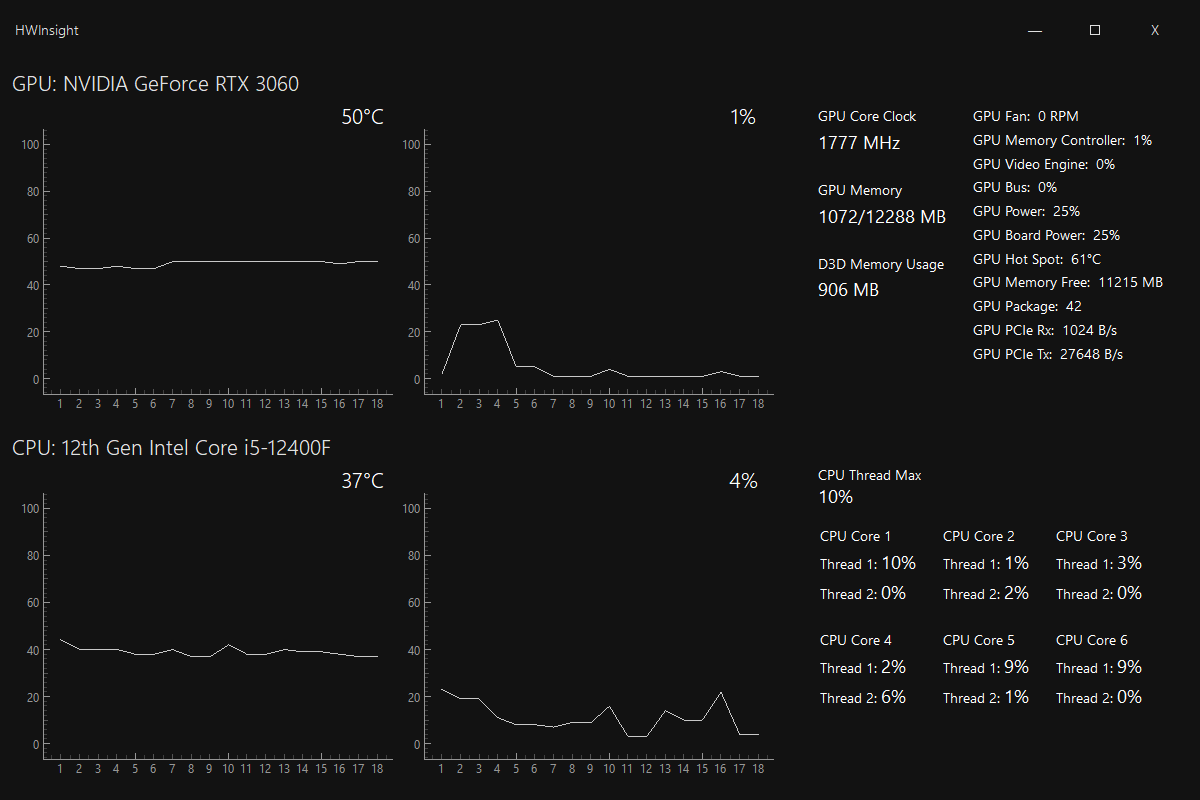 HWInsight
— X
GPU: NVIDIA GeForce RTX 3060
50°C
100
80
60
40
20
0
1 2 3 4 5 6 7 8 9 10 11 12 13 14 15 16 17 18
1%
100
80
60
40
20
0
1 2 3 4 5 6 7 8 9 10 11 12 13 14 15 16 17 18
GPU Core Clock
1777 MHz
GPU Memory
1072/12288 MB
D3D Memory Usage
906 MB
GPU Fan: 0 RPM
GPU Memory Controller: 1%
GPU Video Engine: 0%
GPU Bus: 0%
GPU Power: 25%
GPU Board Power: 25%
GPU Hot Spot: 61°C
GPU Memory Free: 11215 MB
GPU Package: 42
GPU PCIe Rx: 1024 B/s
GPU PCIe Tx: 27648 B/s
CPU: 12th Gen Intel Core i5-12400F
37°C
100
80
60
40
20
0
1 2 3 4 5 6 7 8 9 10 11 12 13 14 15 16 17 18
4%
100
80
60
40
20
0
1 2 3 4 5 6 7 8 9 10 11 12 13 14 15 16 17 18
CPU Thread Max
10%
CPU Core 1
Thread 1: 10%
Thread 2: 0%
CPU Core 2
Thread 1: 1%
Thread 2: 2%
CPU Core 3
Thread 1: 3%
Thread 2: 0%
CPU Core 4
Thread 1: 2%
Thread 2: 6%
CPU Core 5
Thread 1: 9%
Thread 2: 1%
CPU Core 6
Thread 1: 9%
Thread 2: 0%